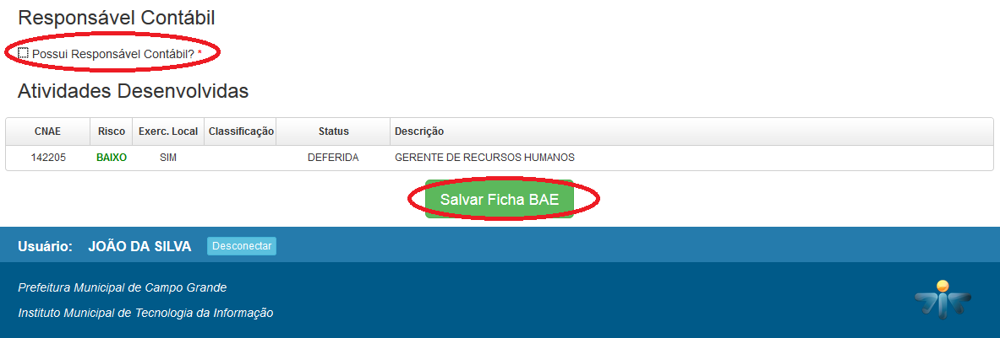 Responsável Contábil
Possui Responsável Contábil? *
Atividades Desenvolvidas
CNAE Risco Exerc. Local Classificação Status Descrição
142205 BAIXO SIM DEFERIDA GERENTE DE RECURSOS HUMANOS
Salvar Ficha BAE
Usuário: JOÃO DA SILVA Desconectar
Prefeitura Municipal de Campo Grande
Instituto Municipal de Tecnologia da Informação